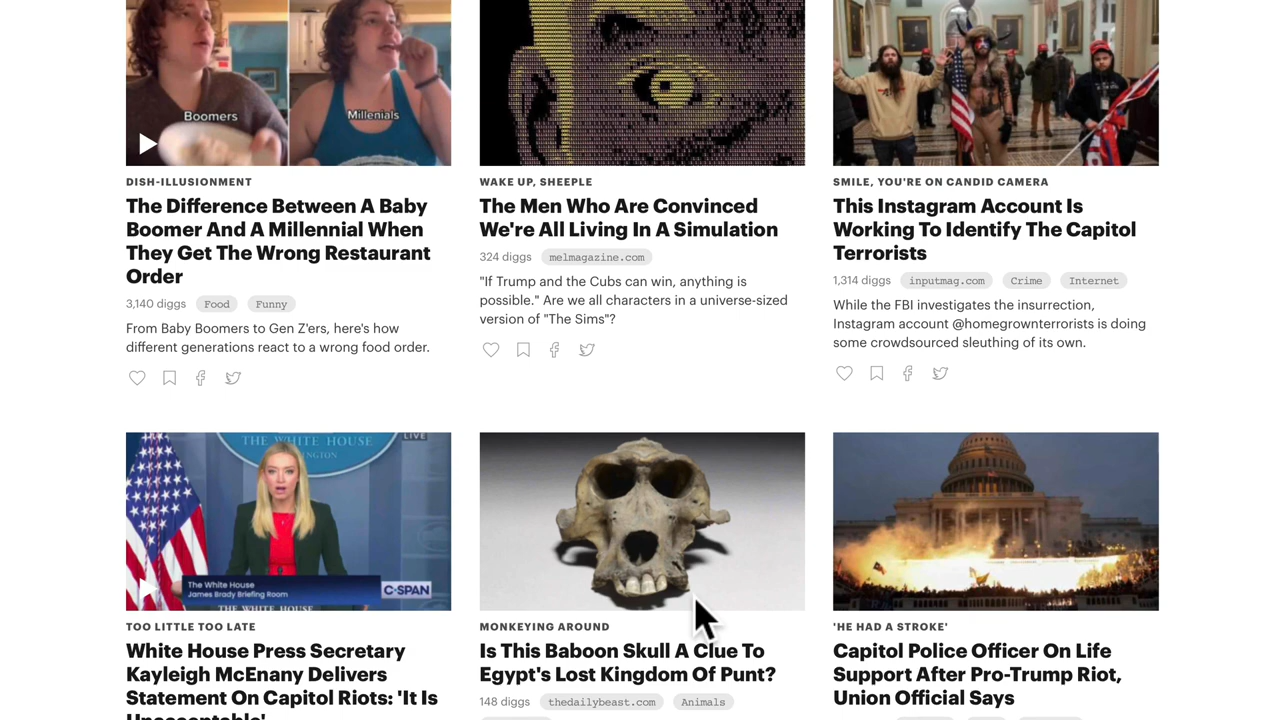 Boomers
Millenials
DISH-ILLUSIONMENT
The Difference Between A Baby
Boomer And A Millennial When
They Get The Wrong Restaurant
Order
3,140 diggs Food Funny
From Baby Boomers to Gen Z'ers, here's how
different generations react to a wrong food order.
WAKE UP, SHEEPLE
The Men Who Are Convinced
We're All Living In A Simulation
324 diggs melmagazine.com
"If Trump and the Cubs can win, anything is
possible." Are we all characters in a universe-sized
version of "The Sims"?
SMILE, YOU'RE ON CANDID CAMERA
This Instagram Account Is
Working To Identify The Capitol
Terrorists
1,314 diggs inputmag.com Crime Internet
While the FBI investigates the insurrection,
Instagram account @homegrownterrorists is doing
some crowdsourced sleuthing of its own.
THE WHITE HOUSE
LIVE
The White House
James Brady Briefing Room
C-SPAN
THE WHITE HOUSE
TOO LITTLE TOO LATE
White House Press Secretary
Kayleigh McEnany Delivers
Statement On Capitol Riots: 'It Is
Unacceptable'
MONKEYING AROUND
Is This Baboon Skull A Clue To
Egypt's Lost Kingdom Of Punt?
148 diggs thedailybeast.com Animals
'HE HAD A STROKE'
Capitol Police Officer On Life
Support After Pro-Trump Riot,
Union Official Says